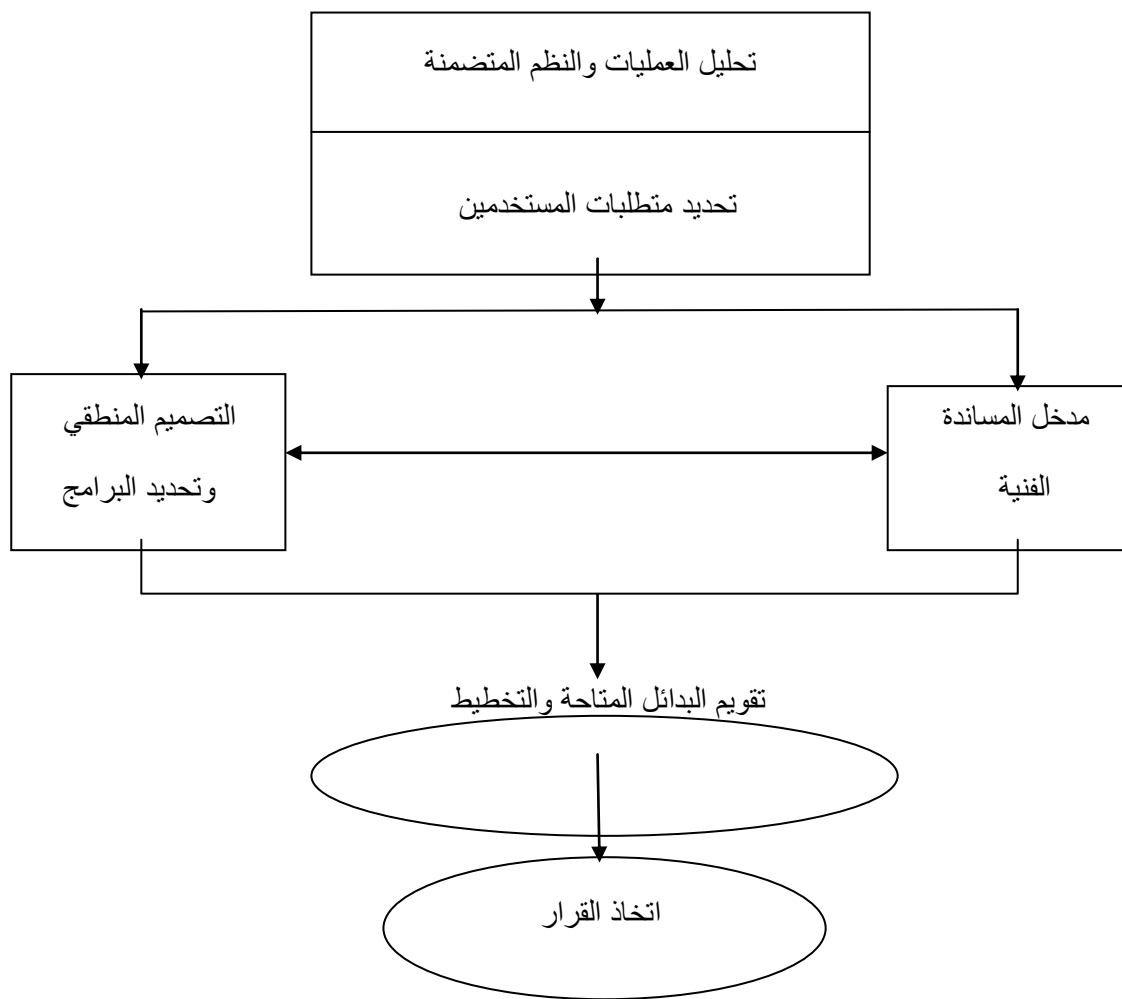 تحليل العمليات والنظم المتضمنة
تحديد متطلبات المستخدمين
مدخل المساندة
الفنية
التصميم المنطقي
وتحديد البرامج
تقويم البدائل المتاحة والتخطيط
اتخاذ القرار